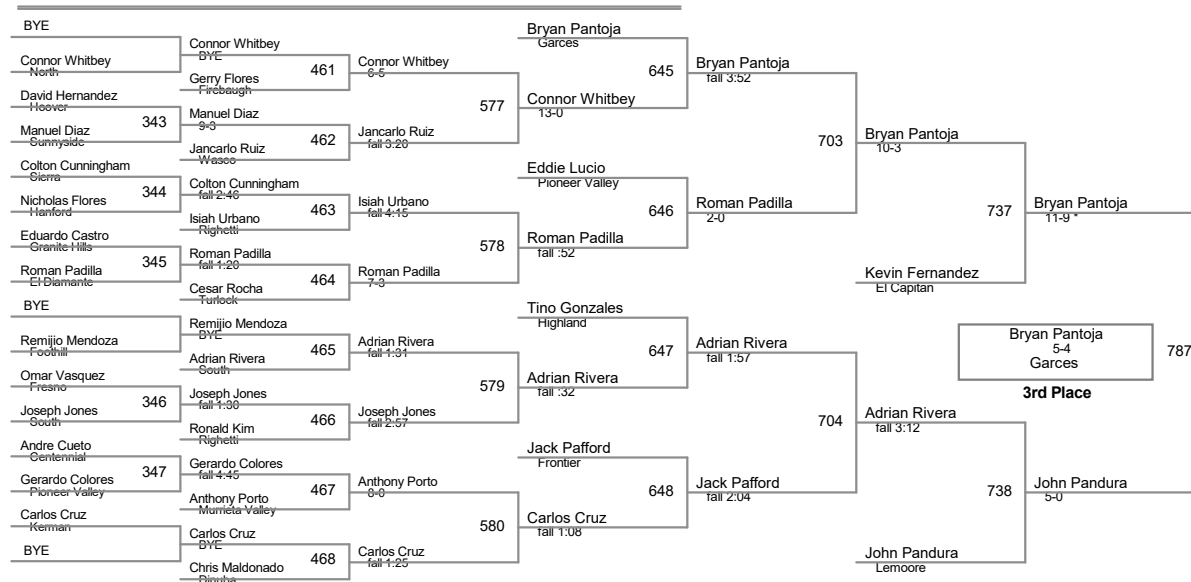 BYE
Connor Whitbey
North
David Hernandez
Hoover
343
Manuel Diaz
Sunnyside
Colton Cunningham
Sierra
344
Nicholas Flores
Hanford
Eduardo Castro
Granite Hills
345
Roman Padilla
El Diamante
BYE
Remijio Mendoza
Foothill
Omar Vasquez
Fresno
346
Joseph Jones
South
Andre Cueto
Centennial
347
Gerardo Colores
Pioneer Valley
Carlos Cruz
Kerman
BYE
Connor Whitbey
BYE
461
Gerry Flores
Firebaugh
Manuel Diaz
9-3
462
Jancarlo Ruiz
Wasco
Colton Cunningham
fall 2:46
463
Isiah Urbano
Righetti
Roman Padilla
fall 1:20
464
Cesar Rocha
Turlock
Remijio Mendoza
BYE
465
Adrian Rivera
South
Joseph Jones
fall 1:30
466
Ronald Kim
Righetti
Gerardo Colores
fall 4:45
467
Anthony Porto
Murrieta Valley
Carlos Cruz
BYE
468
Chris Maldonado
Dinuba
Connor Whitbey
6-5
577
Jancarlo Ruiz
fall 3:20
Isiah Urbano
fall 4:15
578
Roman Padilla
7-3
Adrian Rivera
fall 1:31
579
Joseph Jones
fall 2:57
Anthony Porto
580
Carlos Cruz
fall 1:25
Bryan Pantoja
Garces
645
Connor Whitbey
13-0
Eddie Lucio
Pioneer Valley
646
Roman Padilla
fall :52
Tino Gonzales
Highland
647
Adrian Rivera
fall :32
Jack Pafford
Frontier
648
Carlos Cruz
fall 1:08
Bryan Pantoja
fall 3:52
703
Roman Padilla
2-0
Adrian Rivera
fall 1:57
704
Jack Pafford
fall 2:04
Bryan Pantoja
10-3
737
Kevin Fernandez
El Capitan
Adrian Rivera
fall 3:12
738
John Pandura
Lemoore
Bryan Pantoja
11-9 *
Bryan Pantoja
5-4
Garces
787
3rd Place
John Pandura
5-0